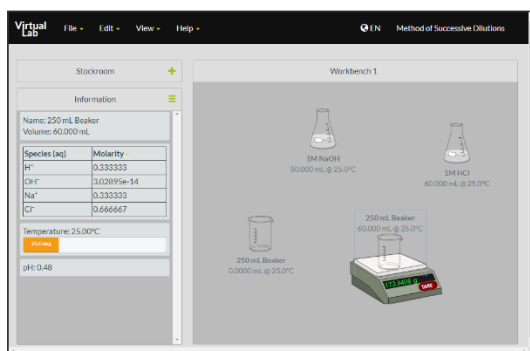 Virtual Lab File Edit View Help EN Method of Successive Dilutions
Stockroom
Information
Name: 250 mL Beaker
Volume: 60.000 mL
Species (aq) Molarity
H⁺ 0.333333
OH⁻ 3.02895e-14
Na⁺ 0.333333
Cl⁻ 0.666667
Temperature: 25.00°C
pH: 0.48
Workbench 1
1M NaOH
80.000 mL @ 25.0°C
1M HCl
60.000 mL @ 25.0°C
250 mL Beaker
0.0000 mL @ 25.0°C
250 mL Beaker
60.000 mL @ 25.0°C
TARE